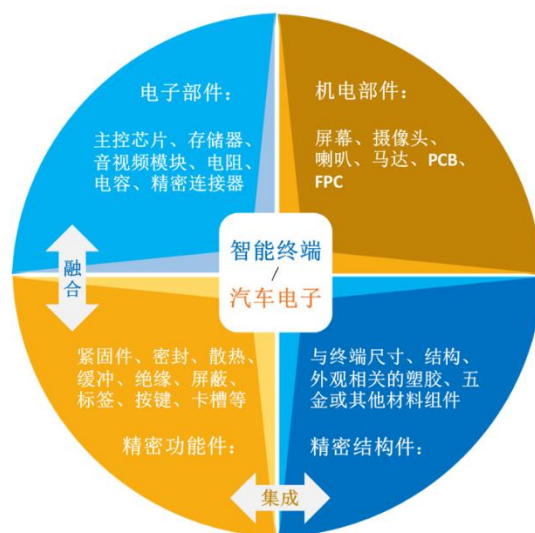 电子部件：
主控芯片、存储器、
音视频模块、电阻、
电容、精密连接器
机电部件：
屏幕、摄像头、
喇叭、马达、PCB、
FPC
智能终端
/
汽车电子
融
合
紧固件、密封、散热、
缓冲、绝缘、屏蔽、
标签、按键、卡槽等
精密功能件：
与终端尺寸、结构、
外观相关的塑胶、五
金或其他材料组件
精密结构件：
集成